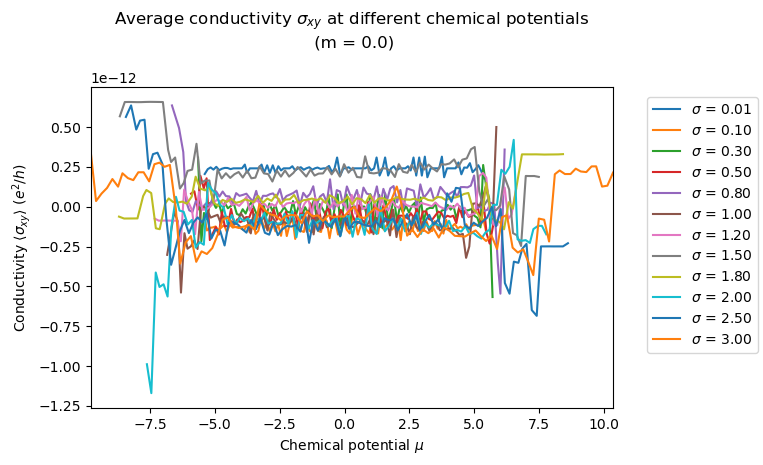 Average conductivity σxy at different chemical potentials
(m = 0.0)
1e−12
0.50
0.25
0.00
−0.25
−0.50
−0.75
−1.00
−1.25
Conductivity ⟨σxy⟩ (e²/h)
−7.5 −5.0 −2.5 0.0 2.5 5.0 7.5 10.0
Chemical potential μ
σ = 0.01
σ = 0.10
σ = 0.30
σ = 0.50
σ = 0.80
σ = 1.00
σ = 1.20
σ = 1.50
σ = 1.80
σ = 2.00
σ = 2.50
σ = 3.00